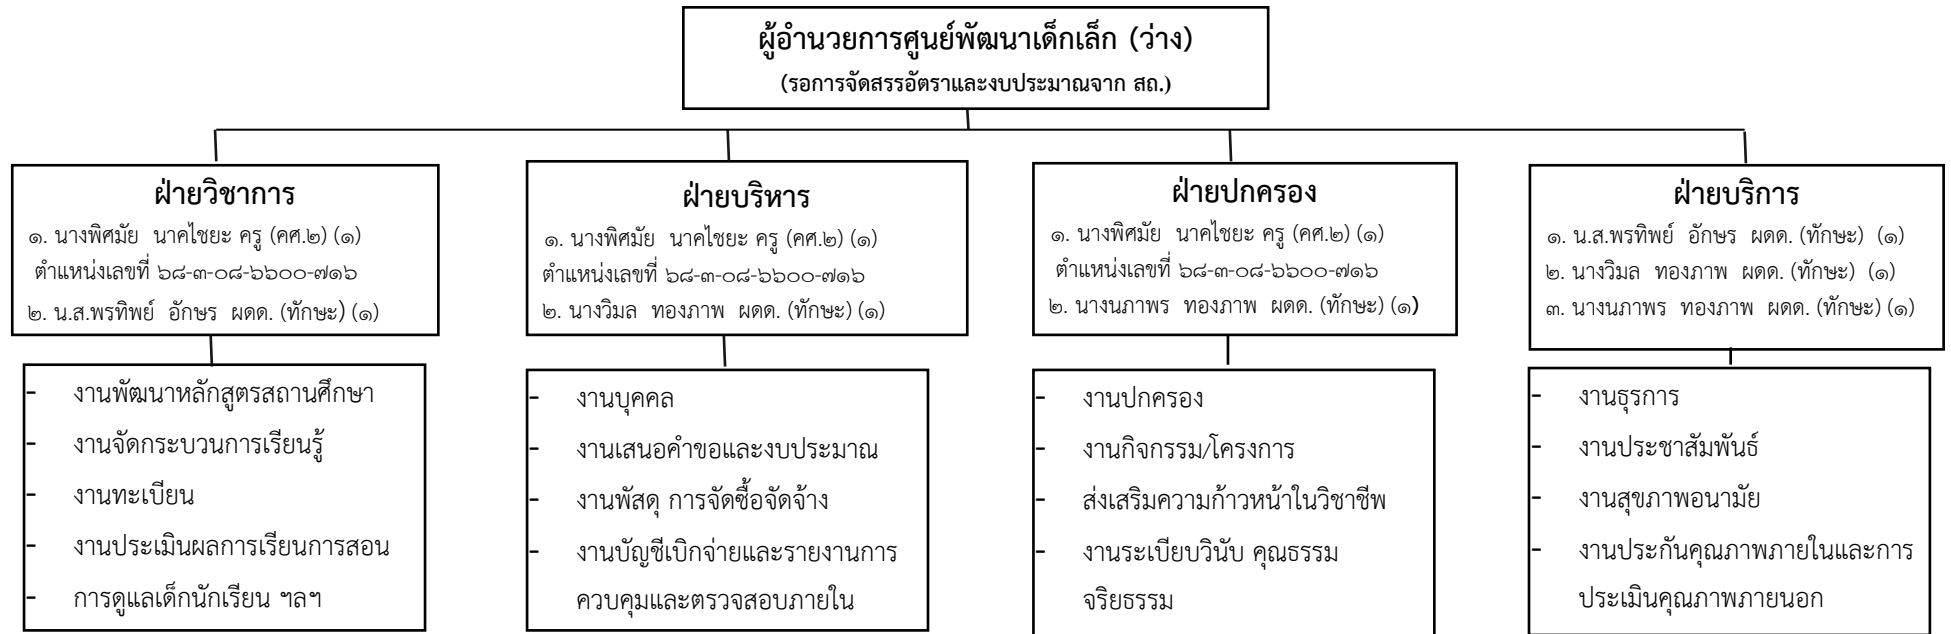 ผู้อำนวยการศูนย์พัฒนาเด็กเล็ก (ว่าง)
(รอการจัดสรรอัตราและงบประมาณจาก สถ.)
ฝ่ายวิชาการ
๑. นางพิศมัย นาคไชยะ ครู (คศ.๒) (๑)
ตำแหน่งเลขที่ ๖๘-๓-๐๘-๖๖๐๐-๗๑๖
๒. น.ส.พรทิพย์ อักษร ผดด. (ทักษะ) (๑)
- งานพัฒนาหลักสูตรสถานศึกษา
- งานจัดกระบวนการเรียนรู้
- งานทะเบียน
- งานประเมินผลการเรียนการสอน
- การดูแลเด็กนักเรียน ฯลฯ
ฝ่ายบริหาร
๑. นางพิศมัย นาคไชยะ ครู (คศ.๒) (๑)
ตำแหน่งเลขที่ ๖๘-๓-๐๘-๖๖๐๐-๗๑๖
๒. นางวิมล ทองภาพ ผดด. (ทักษะ) (๑)
- งานบุคคล
- งานเสนอคำขอและงบประมาณ
- งานพัสดุ การจัดซื้อจัดจ้าง
- งานบัญชีเบิกจ่ายและรายงานการ
ควบคุมและตรวจสอบภายใน
ฝ่ายปกครอง
๑. นางพิศมัย นาคไชยะ ครู (คศ.๒) (๑)
ตำแหน่งเลขที่ ๖๘-๓-๐๘-๖๖๐๐-๗๑๖
๒. นางนภาพร ทองภาพ ผดด. (ทักษะ) (๑)
- งานปกครอง
- งานกิจกรรม/โครงการ
- ส่งเสริมความก้าวหน้าในวิชาชีพ
- งานระเบียบวินับ คุณธรรม
จริยธรรม
ฝ่ายบริการ
๑. น.ส.พรทิพย์ อักษร ผดด. (ทักษะ) (๑)
๒. นางวิมล ทองภาพ ผดด. (ทักษะ) (๑)
๓. นางนภาพร ทองภาพ ผดด. (ทักษะ) (๑)
- งานธุรการ
- งานประชาสัมพันธ์
- งานสุขภาพอนามัย
- งานประกันคุณภาพภายในและการ
ประเมินคุณภาพภายนอก